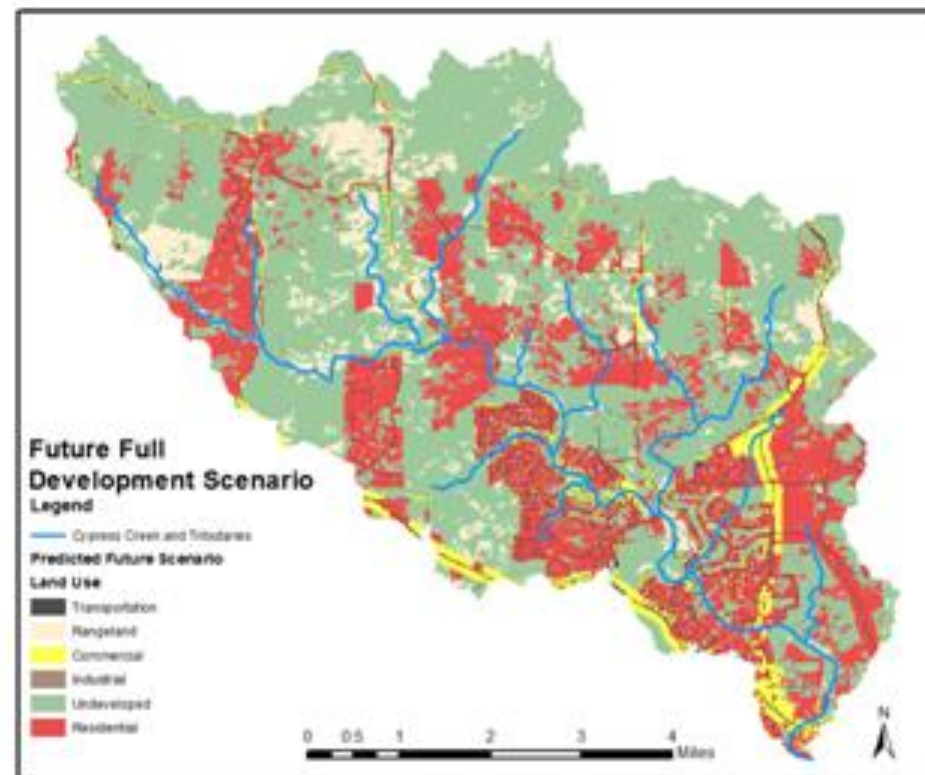 Future Full
Development Scenario
Legend
Cypress Creek and Tributaries
Predicted Future Scenario
Land Use
Transportation
Rangeland
Commercial
Industrial
Undeveloped
Residential
0 0.5 1 2 3 4
Miles
N